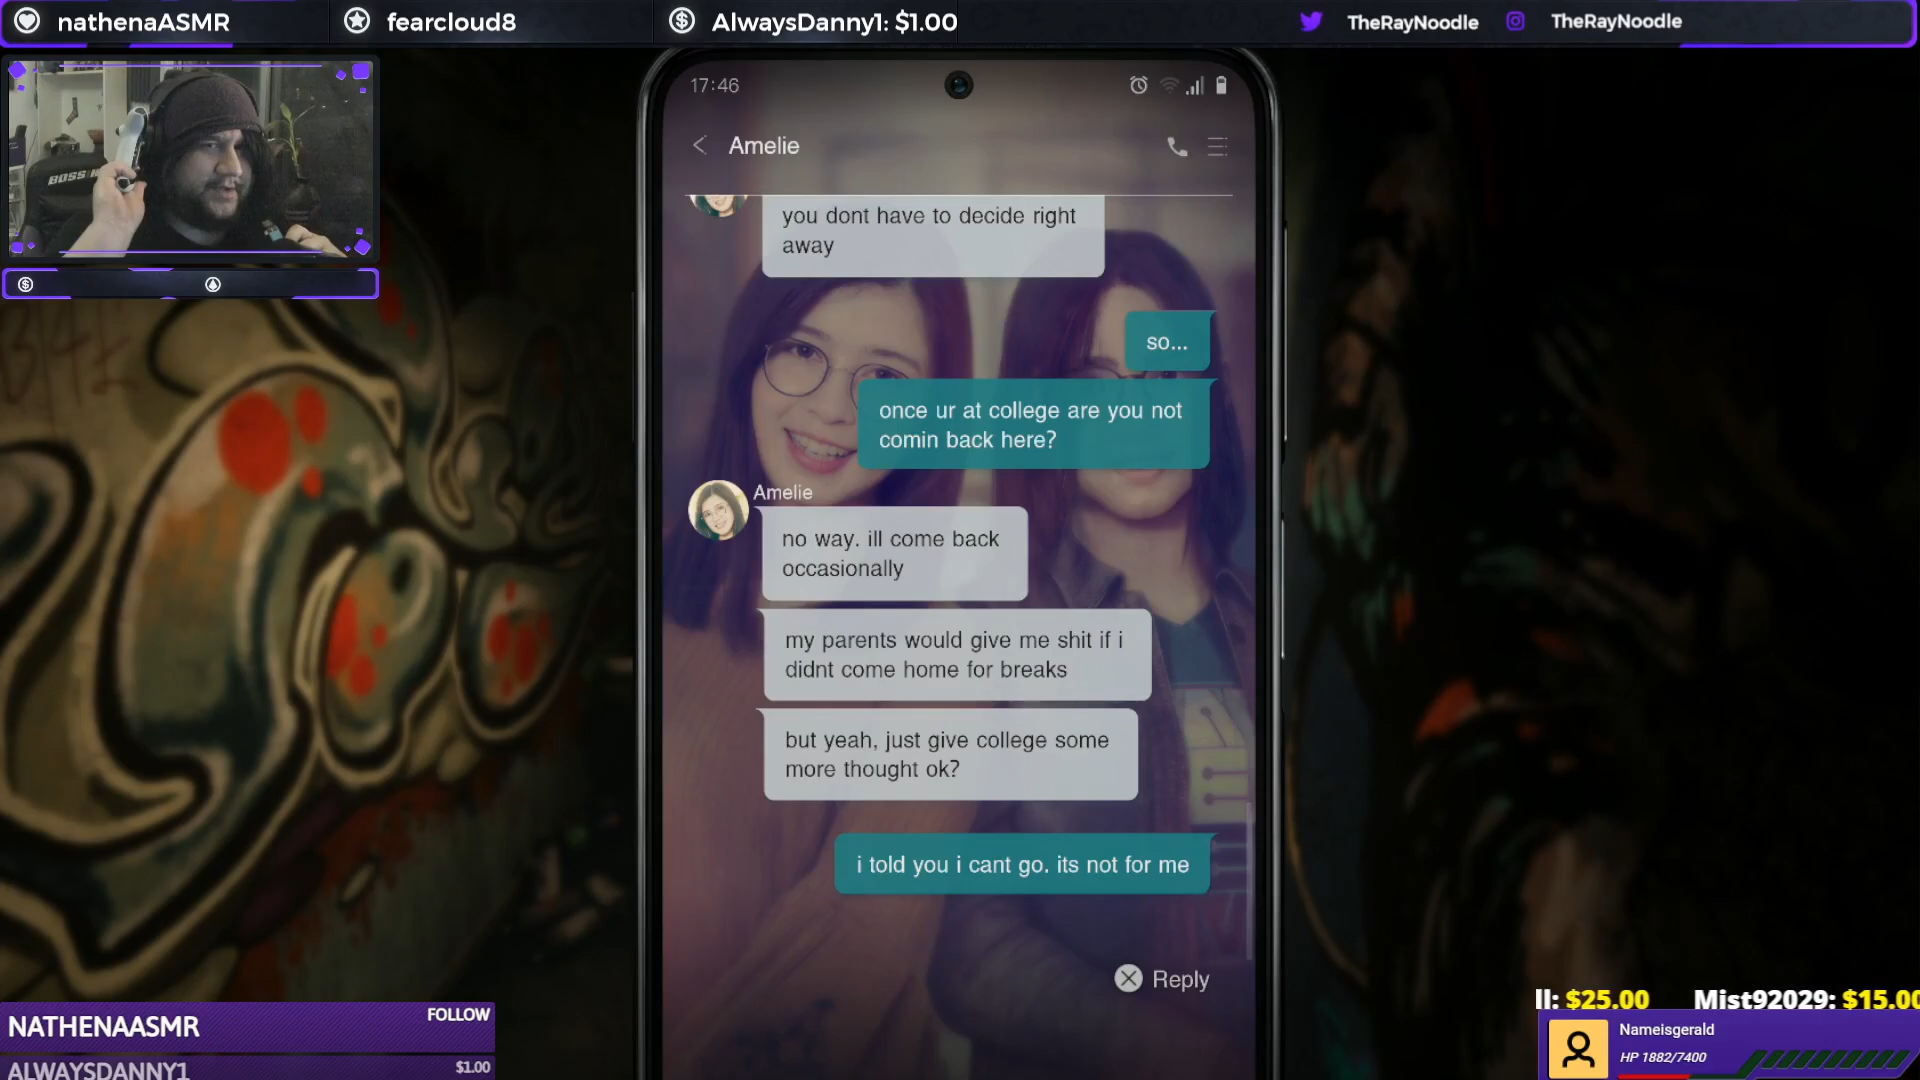 nathenaASMR
fearcloud8
AlwaysDanny1: $1.00
TheRayNoodle
TheRayNoodle
17:46
Amelie
you dont have to decide right
away
so...
once ur at college are you not
comin back here?
Amelie
no way. ill come back
occasionally
my parents would give me shit if i
didnt come home for breaks
but yeah, just give college some
more thought ok?
i told you i cant go. its not for me
Reply
NATHENAASMR
FOLLOW
ALWAYSDANNY1
$1.00
ll: $25.00
Mist92029: $15.00
Nameisgerald
HP 1882/7400